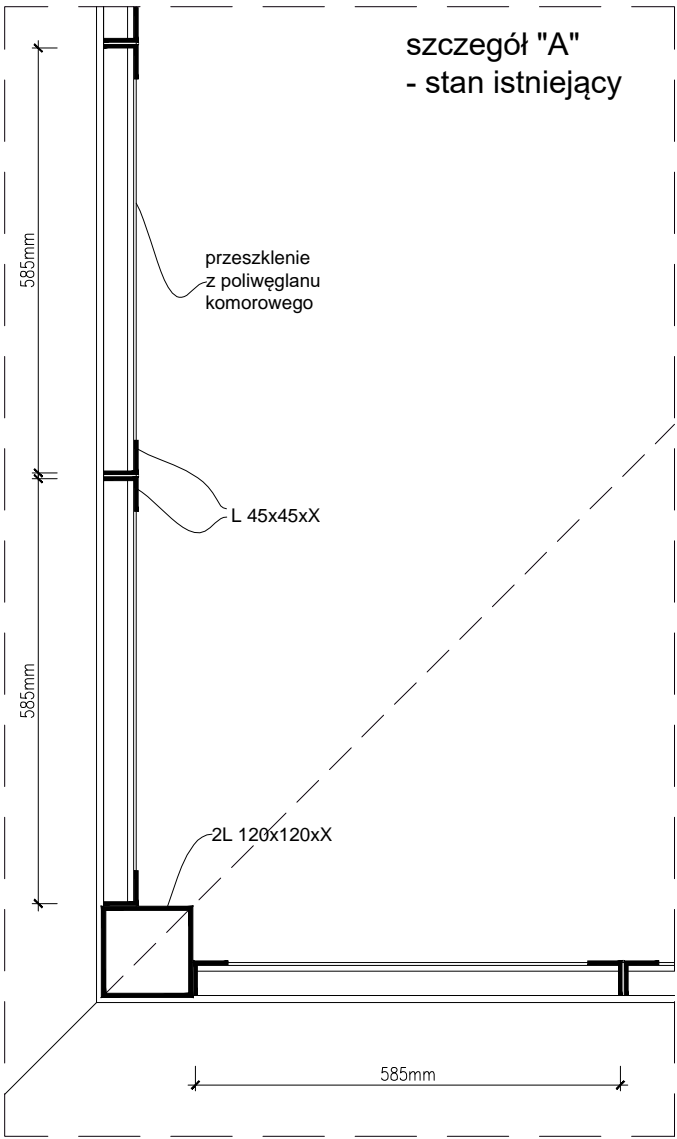 szczegół "A"
- stan istniejący
przeszklenie
z poliwęglanu
komorowego
585mm
L 45x45xX
585mm
2L 120x120xX
585mm